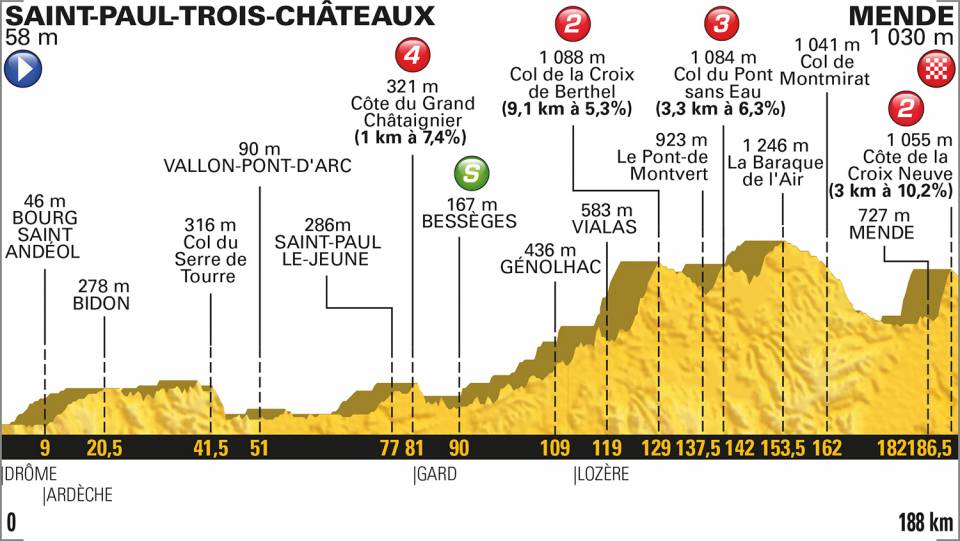 SAINT-PAUL-TROIS-CHÂTEAUX
58 m
MENDE
1 030 m
46 m
BOURG
SAINT
ANDÉOL
278 m
BIDON
316 m
Col du
Serre de
Tourre
90 m
VALLON-PONT-D'ARC
286m
SAINT-PAUL
LE-JEUNE
4
321 m
Côte du Grand
Châtaignier
(1 km à 7,4%)
S
167 m
BESSÈGES
436 m
GÉNOLHAC
583 m
VIALAS
2
1 088 m
Col de la Croix
de Berthel
(9,1 km à 5,3%)
923 m
Le Pont-de
Montvert
3
1 084 m
Col du Pont
sans Eau
(3,3 km à 6,3%)
1 246 m
La Baraque
de l'Air
1 041 m
Col de
Montmirat
727 m
MENDE
2
1 055 m
Côte de la
Croix Neuve
(3 km à 10,2%)
9 20,5 41,5 51 77 81 90 109 119 129 137,5 142 153,5 162 182 186,5
DRÔME
ARDÈCHE
GARD
LOZÈRE
0
188 km